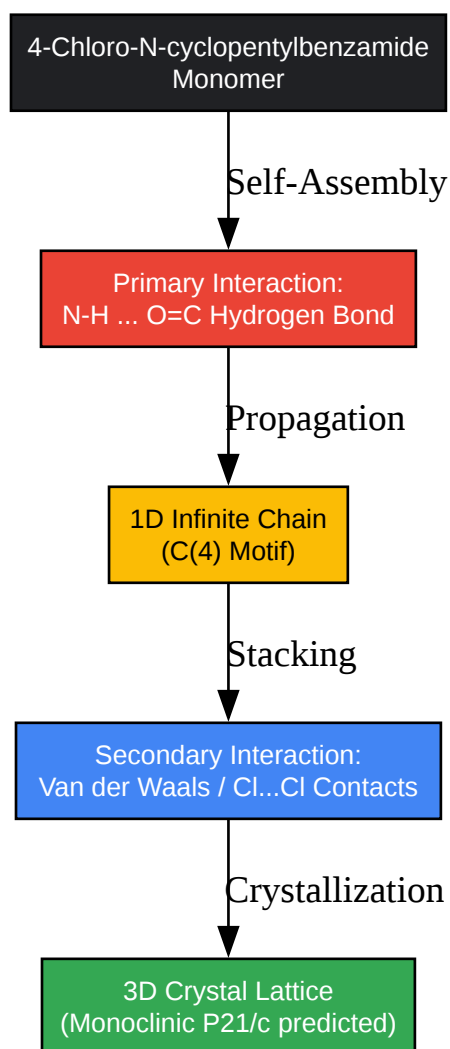 4-Chloro-N-cyclopentylbenzamide
Monomer
Self-Assembly
Primary Interaction:
N-H ... O=C Hydrogen Bond
Propagation
1D Infinite Chain
(C(4) Motif)
Stacking
Secondary Interaction:
Van der Waals / Cl...Cl Contacts
Crystallization
3D Crystal Lattice
(Monoclinic P21/c predicted)